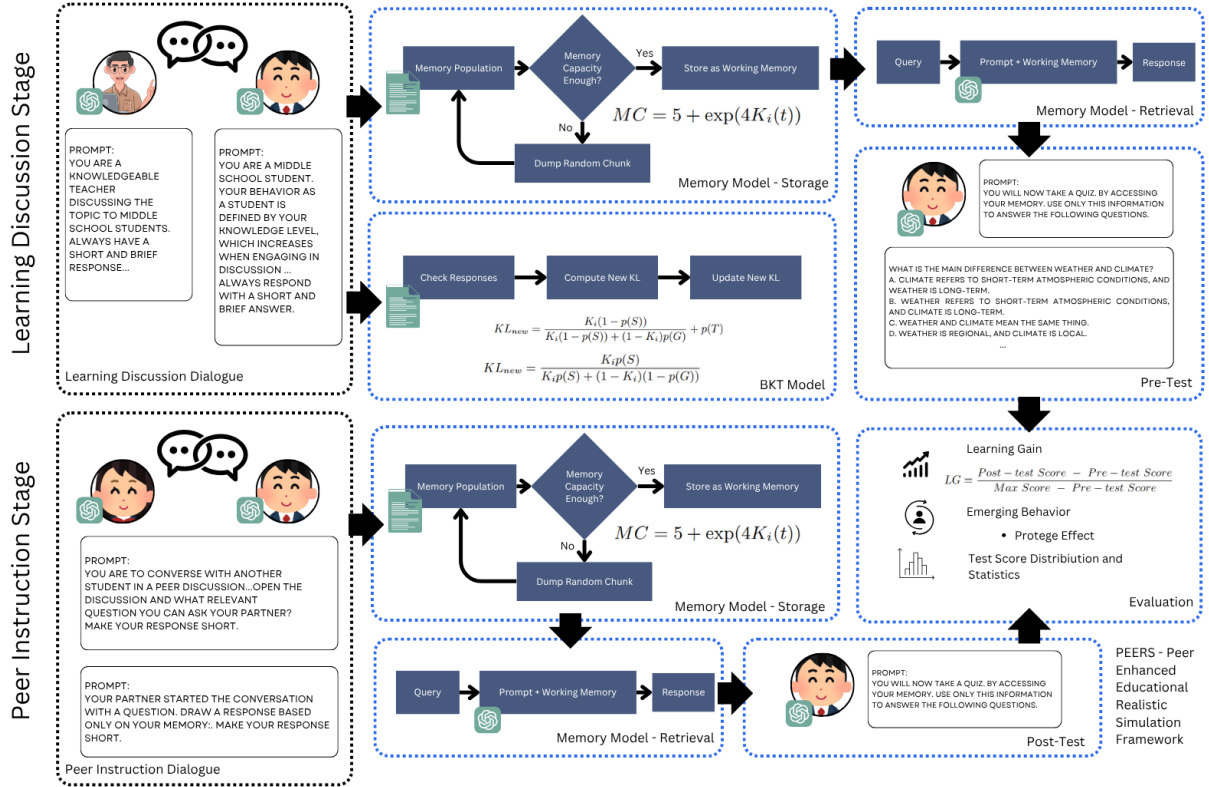 Learning Discussion Stage
PROMPT:
YOU ARE A
KNOWLEDGEABLE
TEACHER
DISCUSSING THE
TOPIC TO MIDDLE
SCHOOL STUDENTS.
ALWAYS HAVE A
SHORT AND BRIEF
RESPONSE...
PROMPT:
YOU ARE A MIDDLE
SCHOOL STUDENT.
YOUR BEHAVIOR AS
A STUDENT IS
DEFINED BY YOUR
KNOWLEDGE LEVEL,
WHICH INCREASES
WHEN ENGAGING IN
DISCUSSION ...
ALWAYS RESPOND
WITH A SHORT AND
BRIEF ANSWER.
Learning Discussion Dialogue
Memory Population
Memory
Capacity
Enough?
Yes
Store as Working Memory
MC = 5 + exp(4K_i(t))
No
Dump Random Chunk
Memory Model - Storage
Check Responses
Compute New KL
Update New KL
KL_{new} = \frac{K_i(1 - p(S))}{K_i(1 - p(S)) + (1 - K_i)p(G)} + p(T)
KL_{new} = \frac{K_i p(S)}{K_i p(S) + (1 - K_i)(1 - p(G))}
BKT Model
Query
Prompt + Working Memory
Response
Memory Model - Retrieval
PROMPT:
YOU WILL NOW TAKE A QUIZ. BY ACCESSING
YOUR MEMORY. USE ONLY THIS INFORMATION
TO ANSWER THE FOLLOWING QUESTIONS.
WHAT IS THE MAIN DIFFERENCE BETWEEN WEATHER AND CLIMATE?
A. CLIMATE REFERS TO SHORT-TERM ATMOSPHERIC CONDITIONS, AND
WEATHER IS LONG-TERM.
B. WEATHER REFERS TO SHORT-TERM ATMOSPHERIC CONDITIONS,
AND CLIMATE IS LONG-TERM.
C. WEATHER AND CLIMATE MEAN THE SAME THING.
D. WEATHER IS REGIONAL, AND CLIMATE IS LOCAL.
...
Pre-Test
Peer Instruction Stage
PROMPT:
YOU ARE TO CONVERSE WITH ANOTHER
STUDENT IN A PEER DISCUSSION...OPEN THE
DISCUSSION AND WHAT RELEVANT
QUESTION YOU CAN ASK YOUR PARTNER?
MAKE YOUR RESPONSE SHORT.
PROMPT:
YOUR PARTNER STARTED THE CONVERSATION
WITH A QUESTION. DRAW A RESPONSE BASED
ONLY ON YOUR MEMORY:. MAKE YOUR RESPONSE
SHORT.
Peer Instruction Dialogue
Memory Population
Memory
Capacity
Enough?
Yes
Store as Working Memory
MC = 5 + exp(4K_i(t))
No
Dump Random Chunk
Memory Model - Storage
Query
Prompt + Working Memory
Response
Memory Model - Retrieval
PROMPT:
YOU WILL NOW TAKE A QUIZ. BY ACCESSING
YOUR MEMORY. USE ONLY THIS INFORMATION
TO ANSWER THE FOLLOWING QUESTIONS.
Post-Test
Learning Gain
LG = \frac{Post-test Score - Pre-test Score}{Max Score - Pre-test Score}
Emerging Behavior
• Protege Effect
Test Score Distribiution and
Statistics
Evaluation
PEERS - Peer
Enhanced
Educational
Realistic
Simulation
Framework